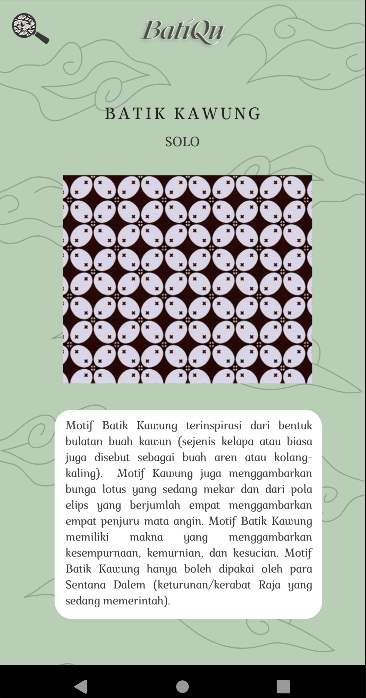 BatiQu
BATIK KAWUNG
SOLO
Motif Batik Kawung terinspirasi dari bentuk
bulatan buah kawun (sejenis kelapa atau biasa
juga disebut sebagai buah aren atau kolang-
kaling). Motif Kawung juga menggambarkan
bunga lotus yang sedang mekar dan dari pola
elips yang berjumlah empat menggambarkan
empat penjuru mata angin. Motif Batik Kawung
memiliki makna yang menggambarkan
kesempurnaan, kemurnian, dan kesucian. Motif
Batik Kawung hanya boleh dipakai oleh para
Sentana Dalem (keturunan/kerabat Raja yang
sedang memerintah).